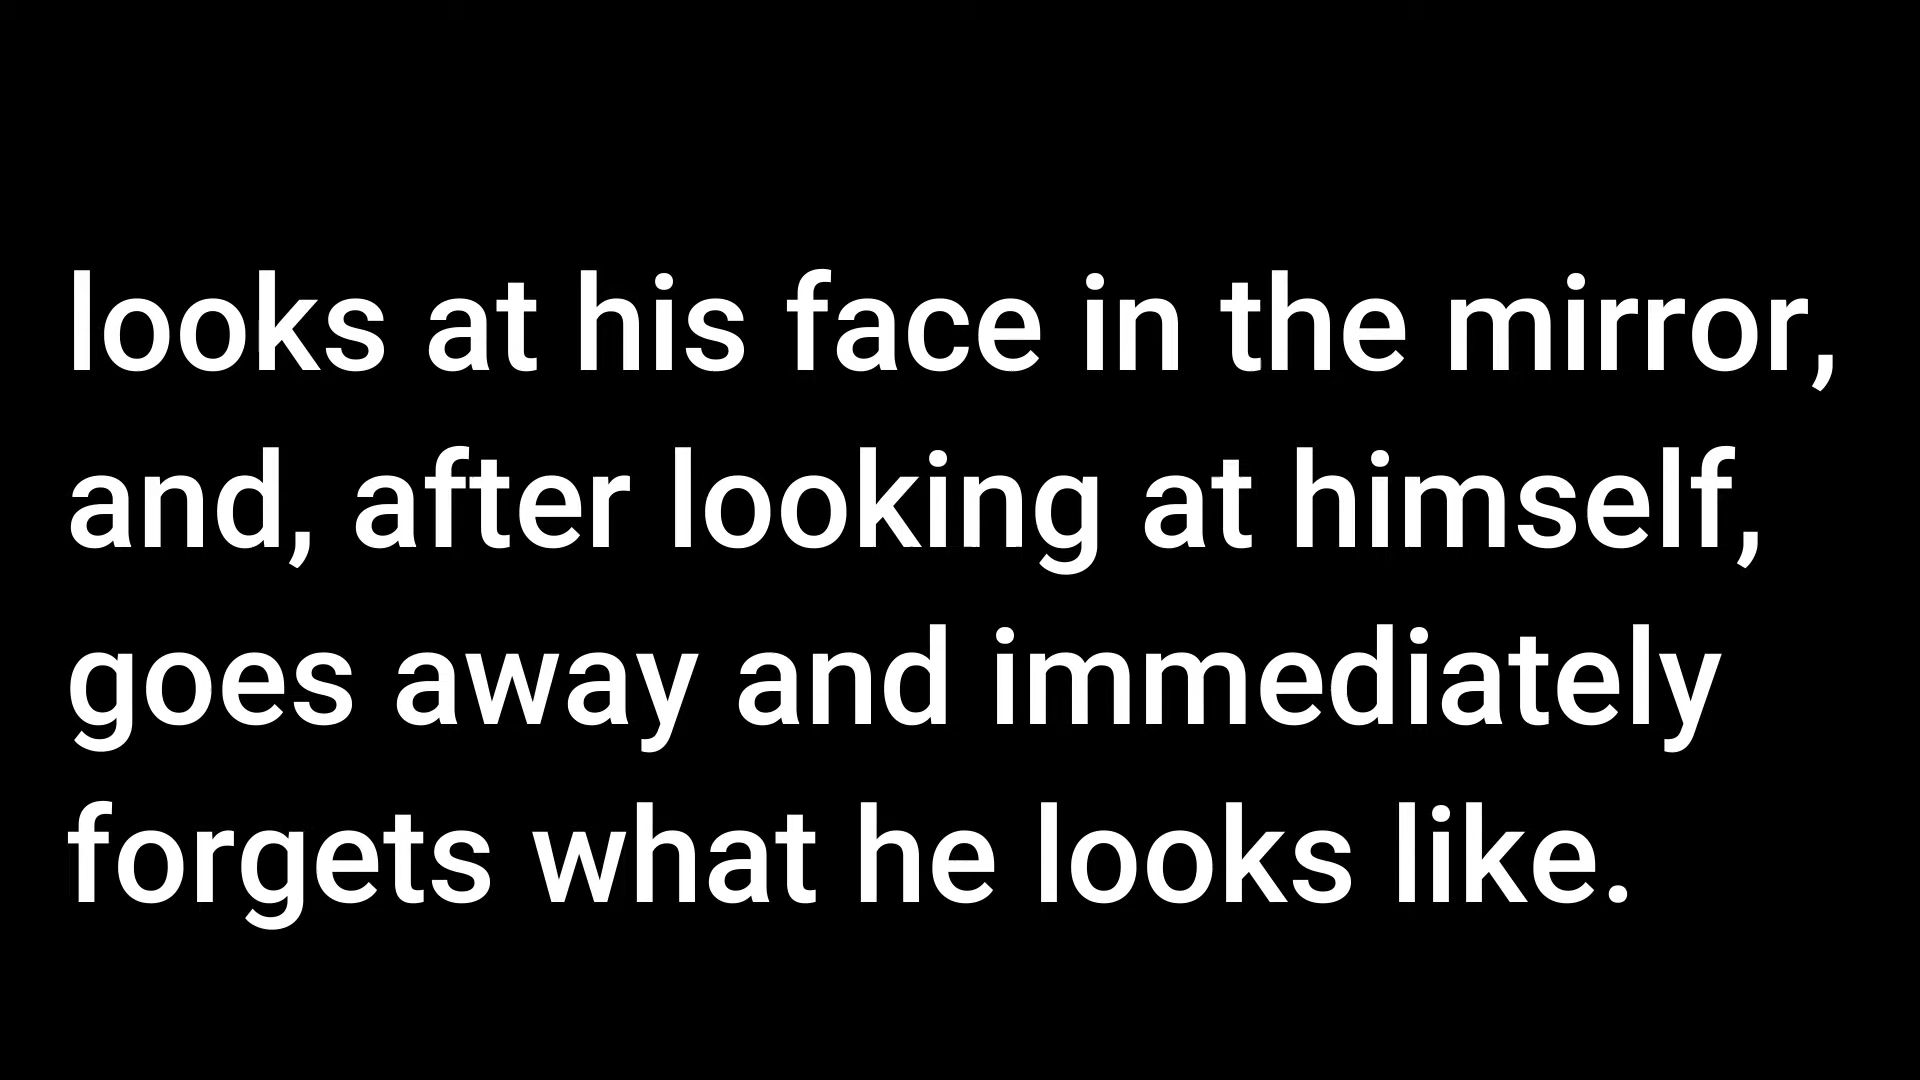 looks at his face in the mirror,
and, after looking at himself,
goes away and immediately
forgets what he looks like.